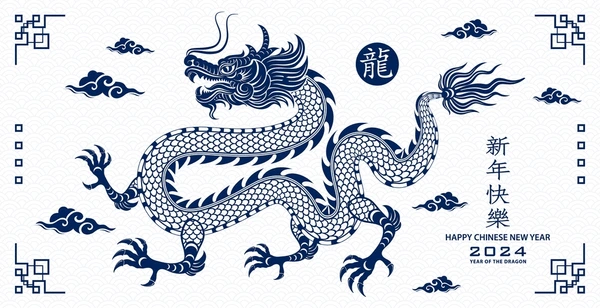 龍
新年快樂
HAPPY CHINESE NEW YEAR
2024
YEAR OF THE DRAGON